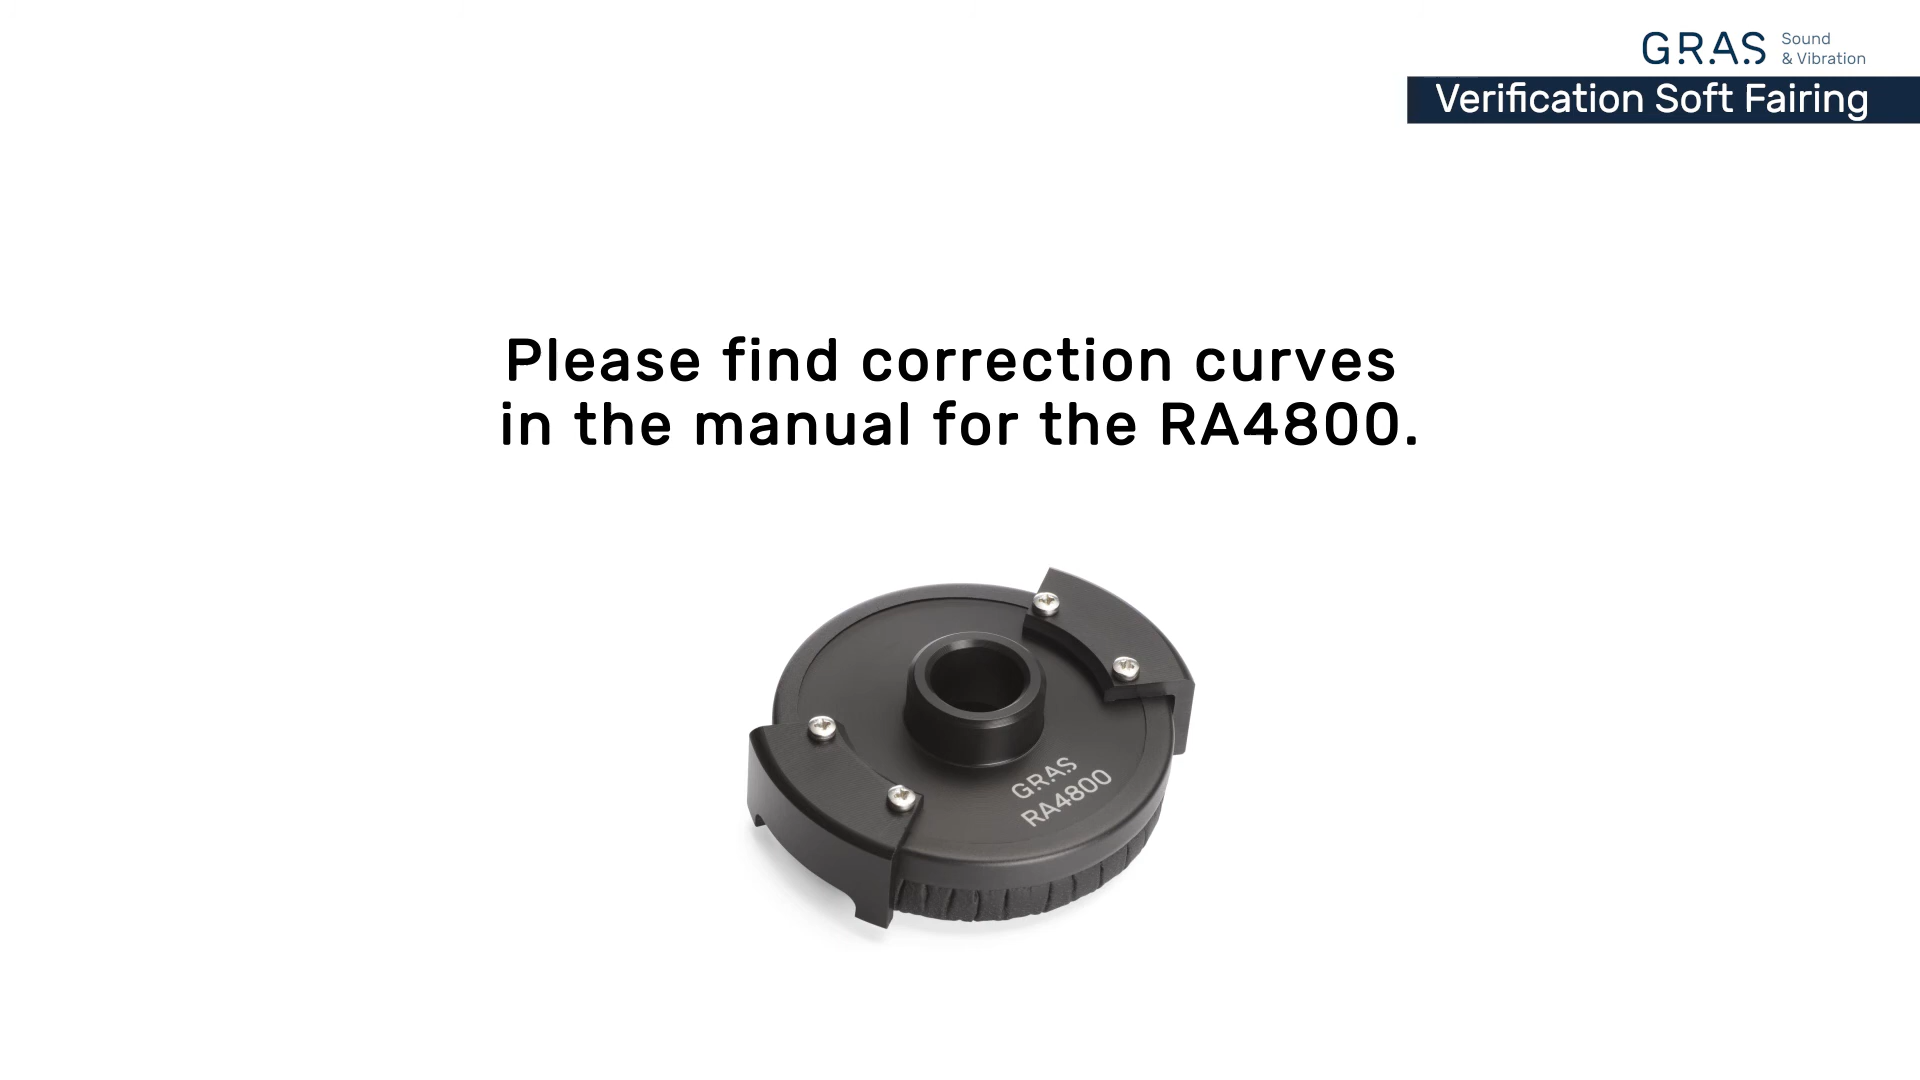 GRAS Sound
& Vibration
Verification Soft Fairing
Please find correction curves
in the manual for the RA4800.
GRAS
RA4800